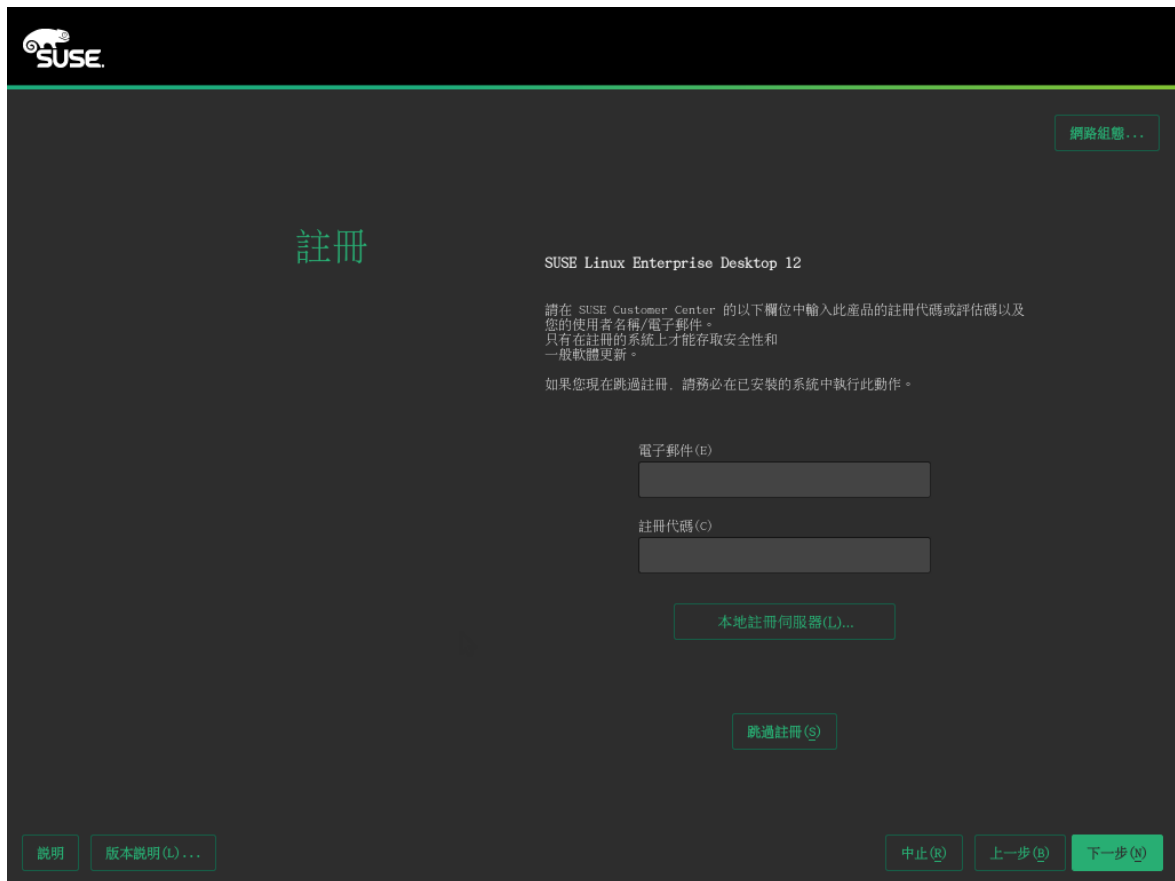 SUSE.
網路組態...
註冊
SUSE Linux Enterprise Desktop 12
請在 SUSE Customer Center 的以下欄位中輸入此產品的註冊代碼或評估碼以及
您的使用者名稱/電子郵件。
只有在註冊的系統上才能存取安全性和
一般軟體更新。
如果您現在跳過註冊，請務必在已安裝的系統中執行此動作。
電子郵件(E)
註冊代碼(C)
本地註冊伺服器(L)...
跳過註冊(S)
說明 版本說明(L)... 中止(R) 上一步(B) 下一步(N)